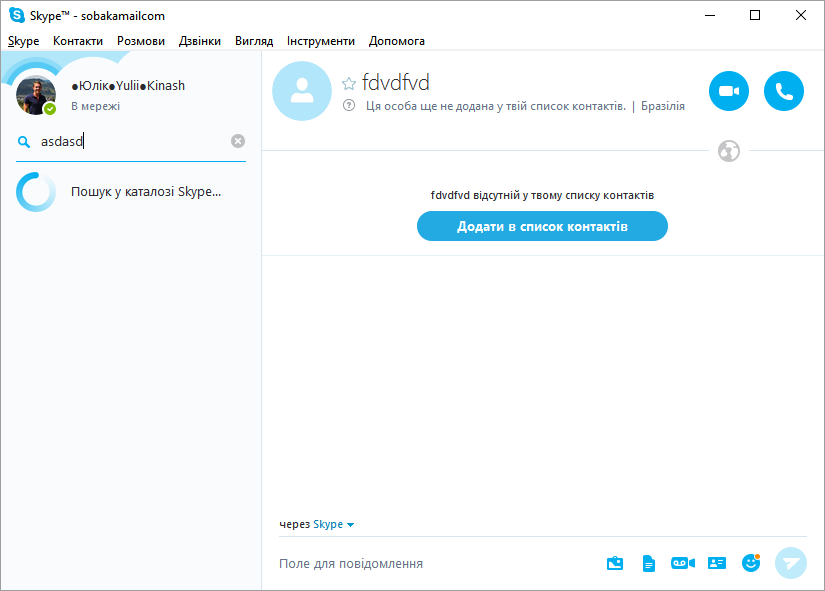 Skype™ - sobakamailcom
Skype Контакти Розмови Дзвінки Вигляд Інструменти Допомога
●Юлік●Yulii●Kinash
В мережі
asdasd
Пошук у каталозі Skype...
fdvdfvd
Ця особа ще не додана у твій список контактів. | Бразілія
fdvdfvd відсутній у твому списку контактів
Додати в список контактів
через Skype
Поле для повідомлення